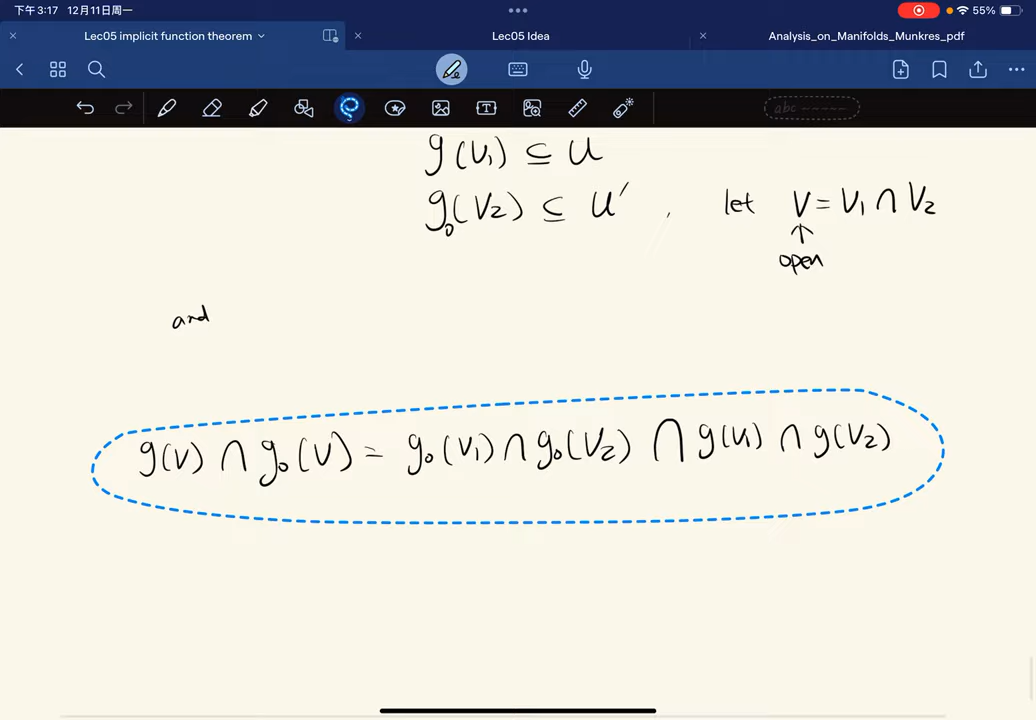 下午3:17 12月11日周一
55%
Lec05 implicit function theorem
Lec05 Idea
Analysis_on_Manifolds_Munkres_pdf
abc
g(V₁) ⊆ U
g₀(V₂) ⊆ U′ , let V = V₁ ∩ V₂
↑
open
and
g(V) ∩ g₀(V) = g₀(V₁) ∩ g₀(V₂) ∩ g(V₁) ∩ g(V₂)